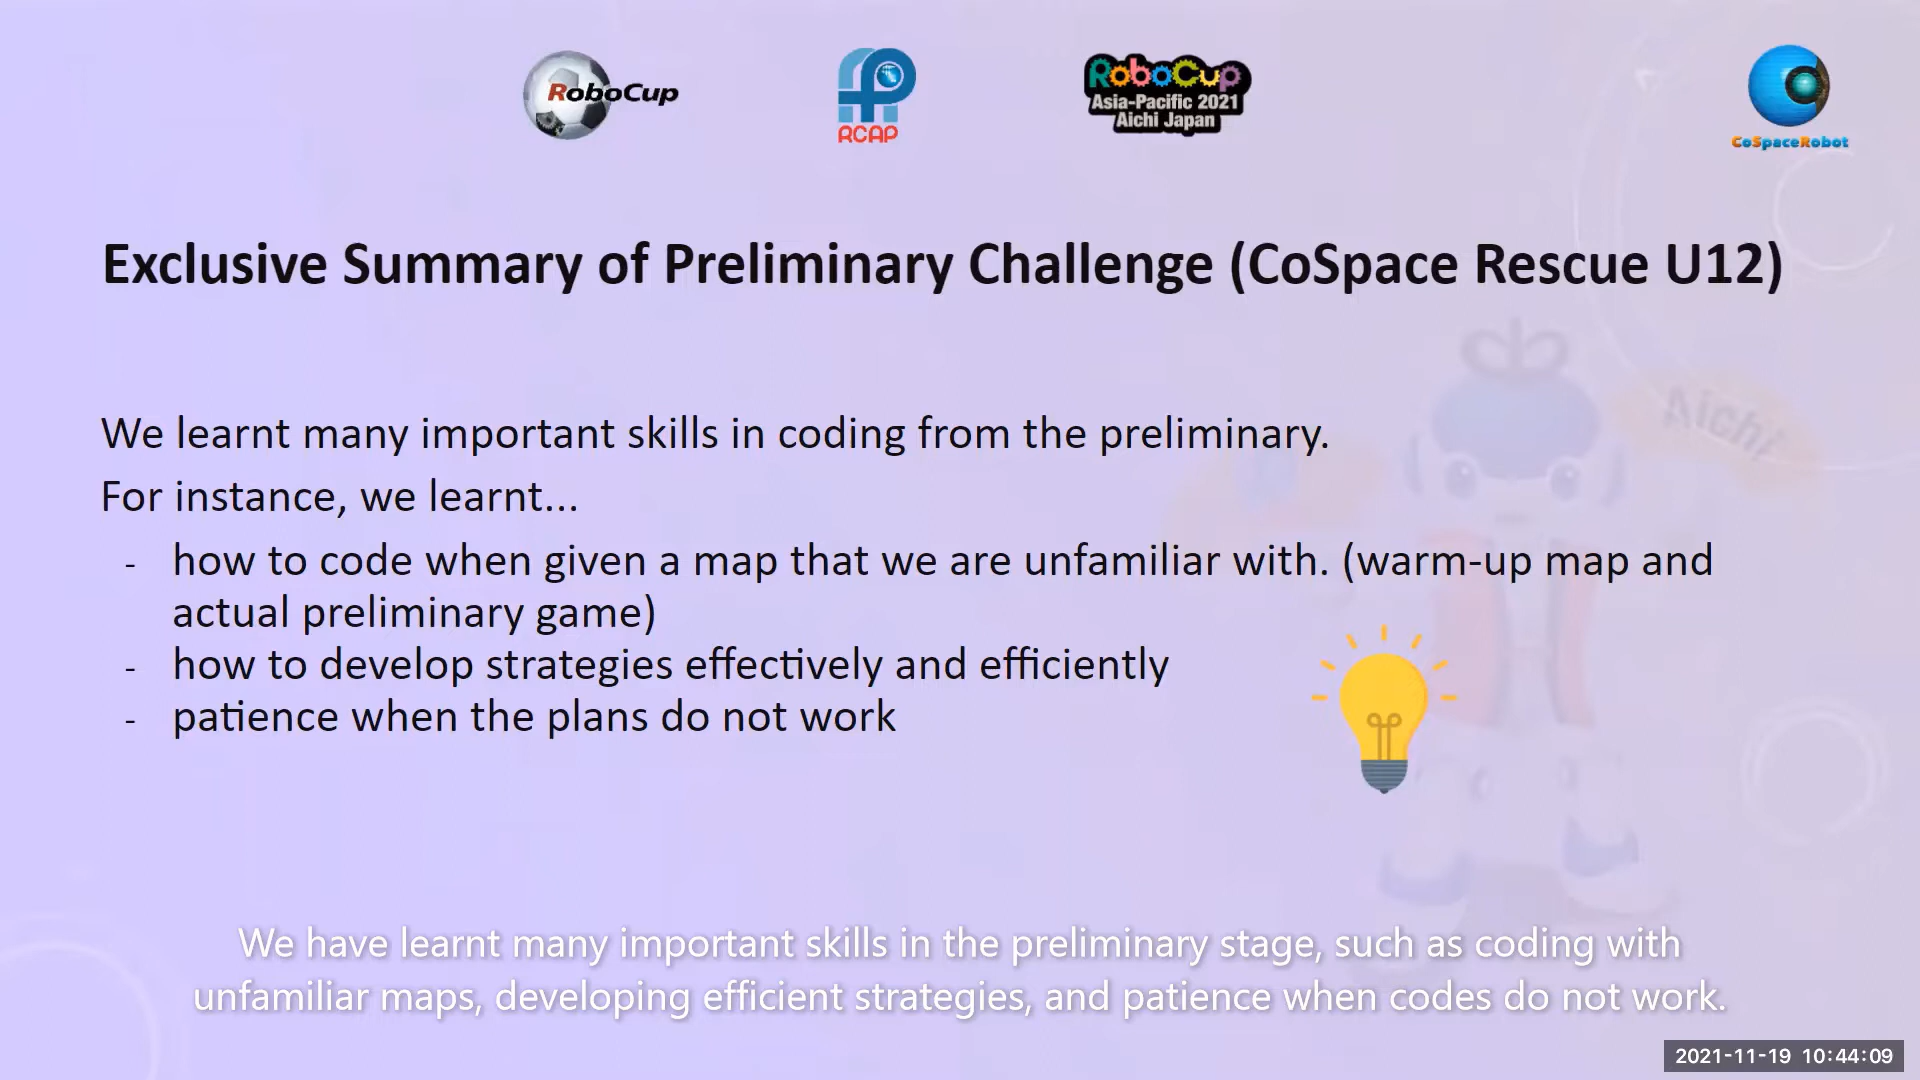 RoboCup
RCAP
RoboCup
Asia-Pacific 2021
Aichi Japan
CoSpaceRobot
Exclusive Summary of Preliminary Challenge (CoSpace Rescue U12)
Aichi
We learnt many important skills in coding from the preliminary.
For instance, we learnt...
- how to code when given a map that we are unfamiliar with. (warm-up map and
actual preliminary game)
- how to develop strategies effectively and efficiently
- patience when the plans do not work
We have learnt many important skills in the preliminary stage, such as coding with
unfamiliar maps, developing efficient strategies, and patience when codes do not work.
2021-11-19 10:44:09